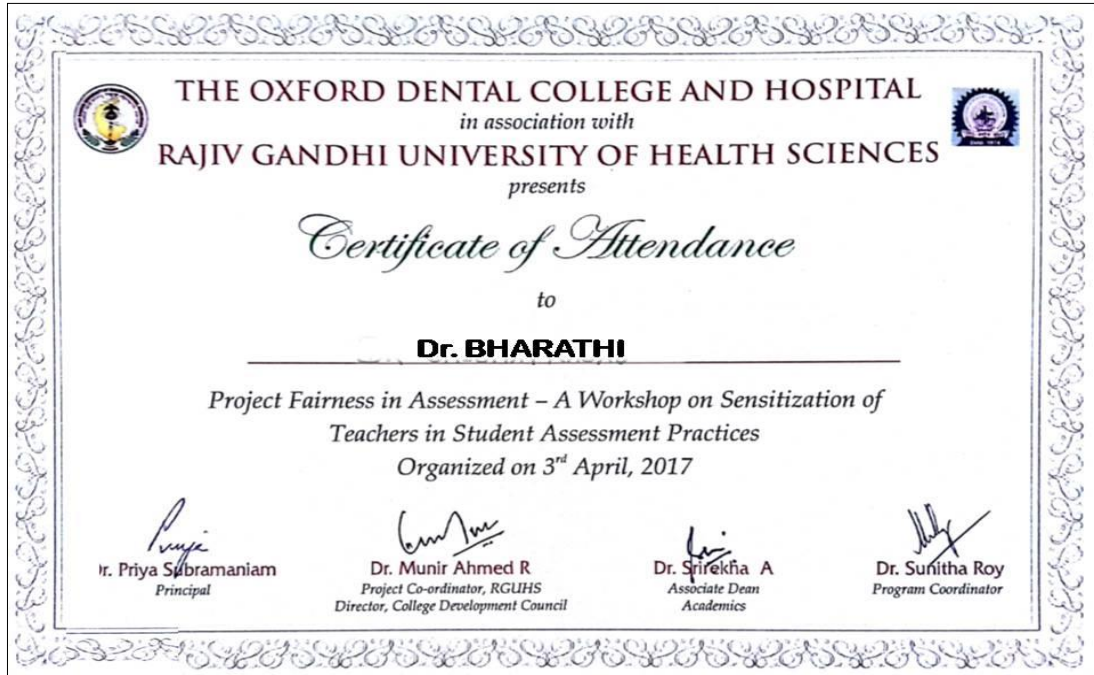 THE OXFORD DENTAL COLLEGE AND HOSPITAL
in association with
RAJIV GANDHI UNIVERSITY OF HEALTH SCIENCES
presents
Certificate of Attendance
to
Dr. BHARATHI
Project Fairness in Assessment – A Workshop on Sensitization of
Teachers in Student Assessment Practices
Organized on 3rd April, 2017
r. Priya Subramaniam
Principal
Dr. Munir Ahmed R
Project Co-ordinator, RGUHS
Director, College Development Council
Dr. Srirekha A
Associate Dean
Academics
Dr. Sunitha Roy
Program Coordinator